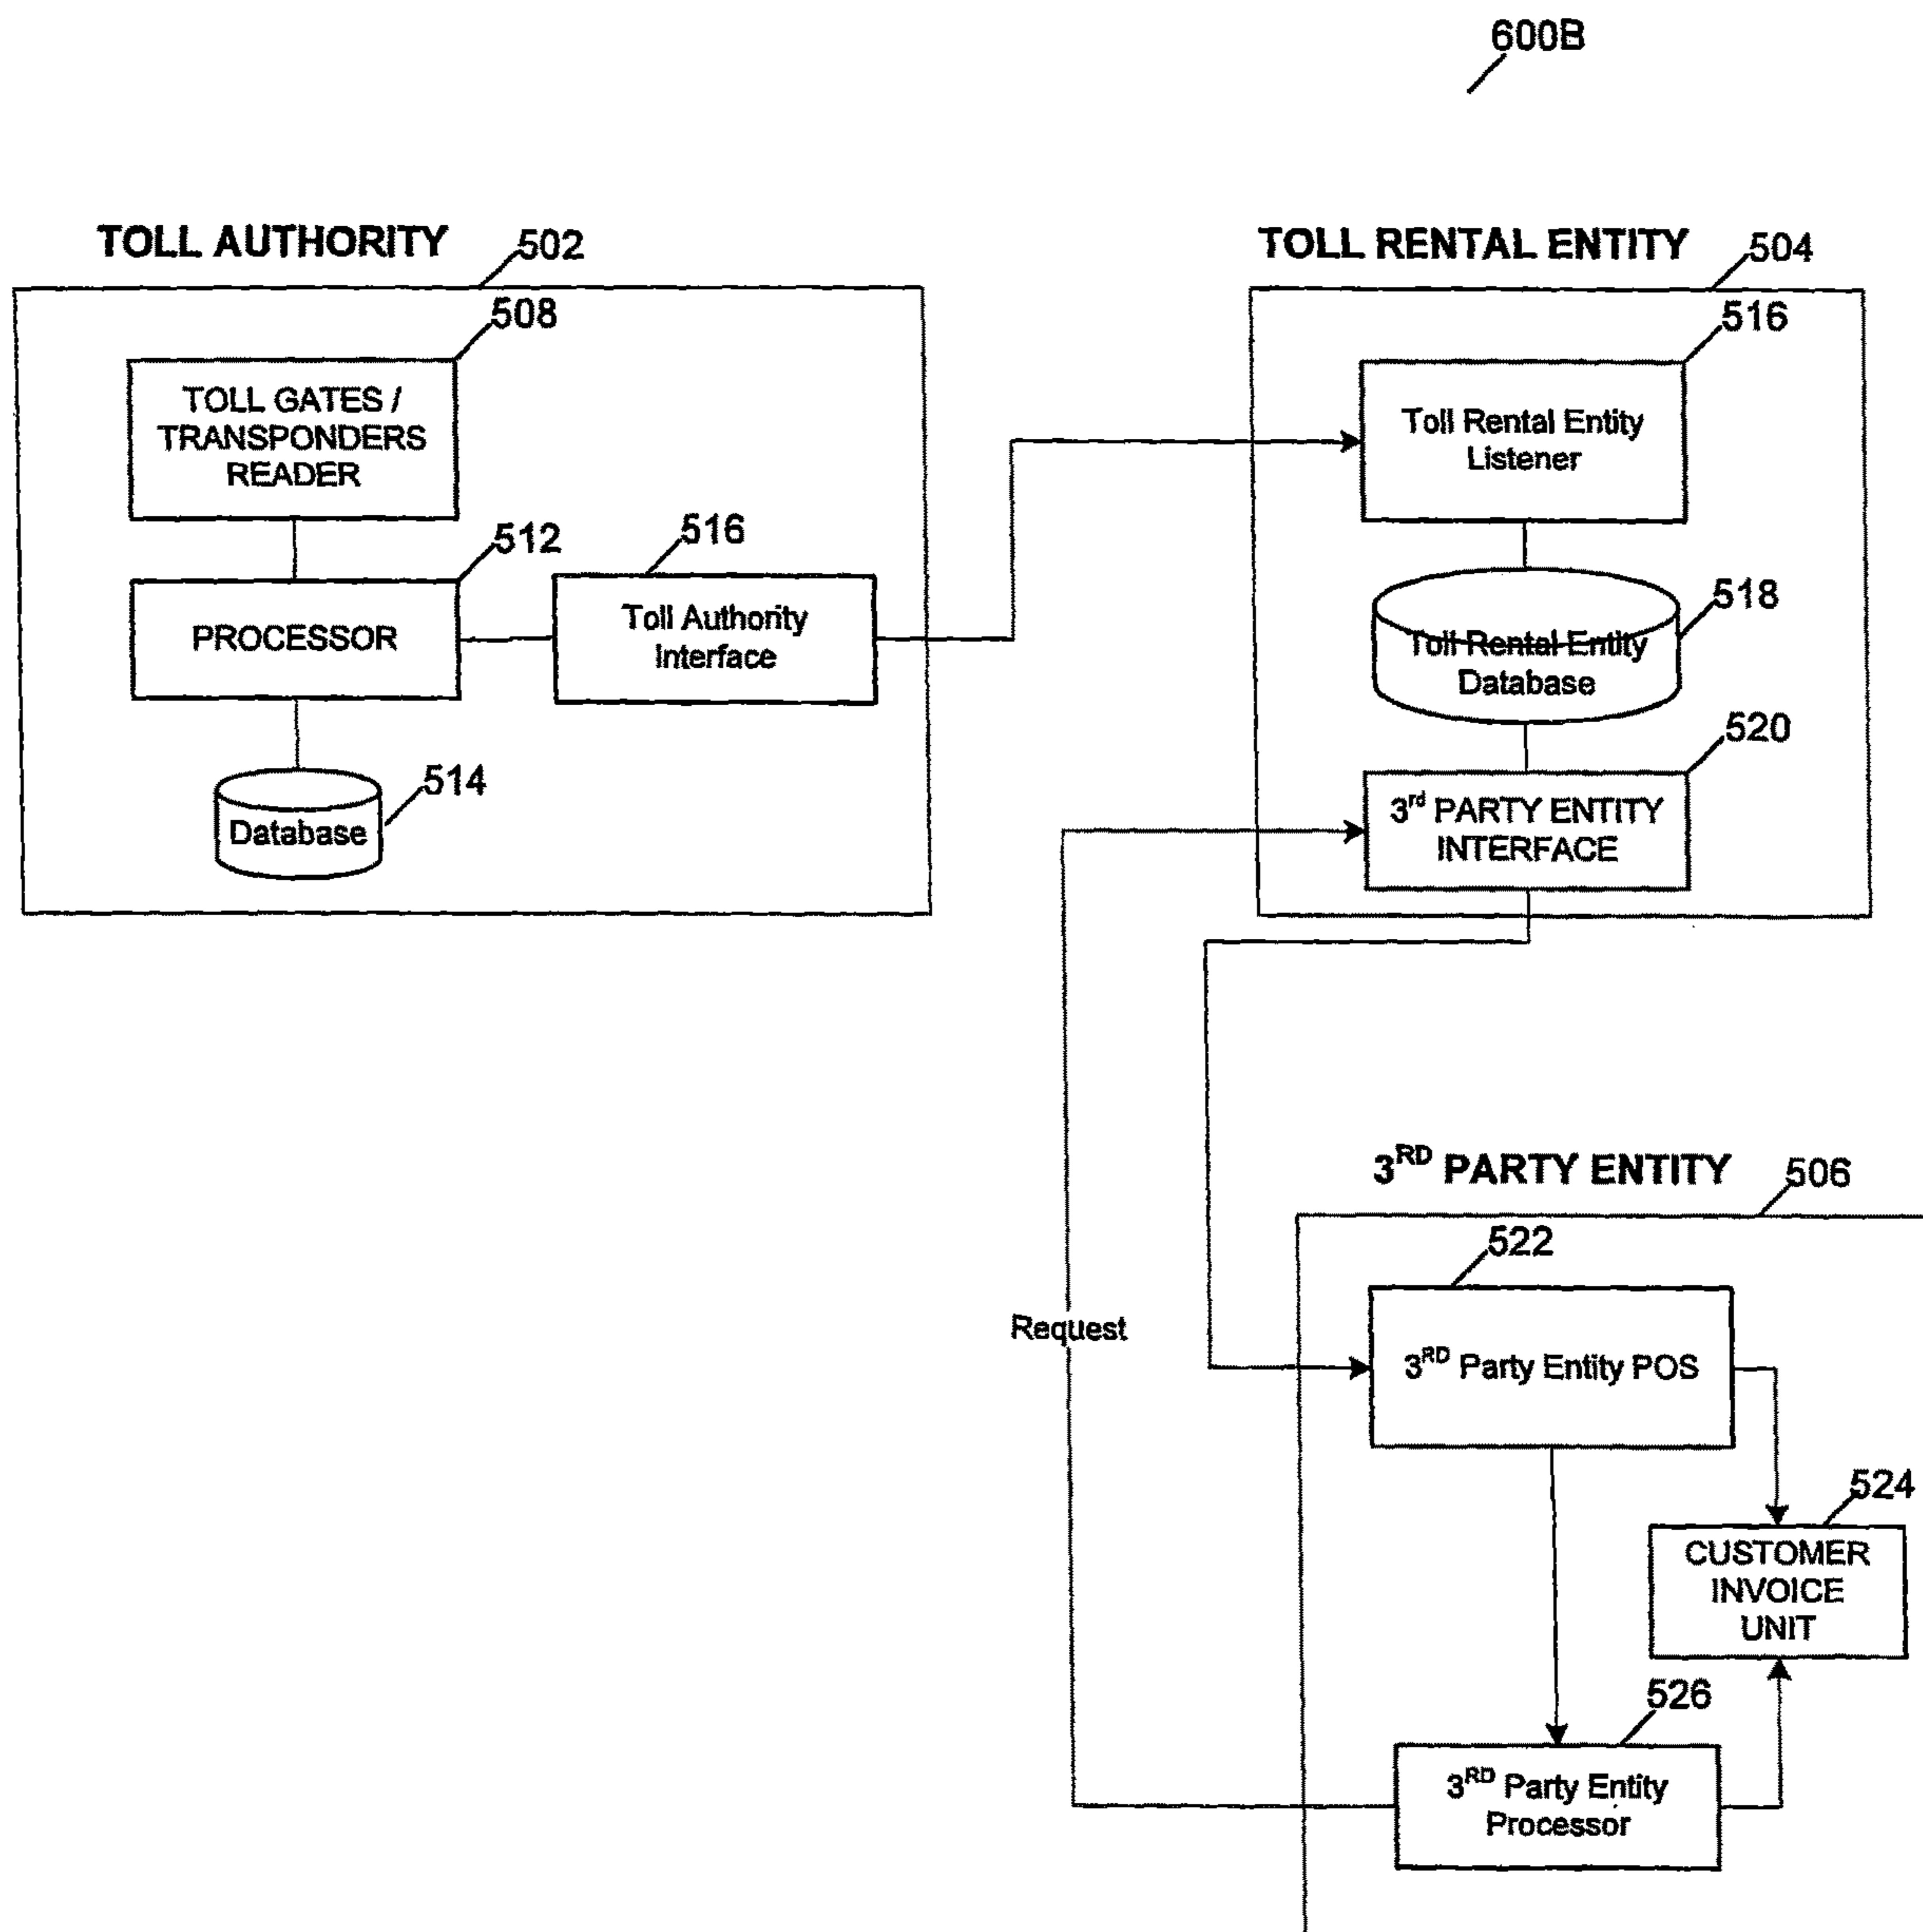 600B
TOLL AUTHORITY
502
508
TOLL GATES /
TRANSPONDERS
READER
512
PROCESSOR
516
Toll Authority
Interface
514
Database
TOLL RENTAL ENTITY
504
516
Toll Rental Entity
Listener
518
Toll Rental Entity
Database
520
3rd PARTY ENTITY
INTERFACE
Request
3RD PARTY ENTITY
506
522
3RD Party Entity POS
524
CUSTOMER
INVOICE
UNIT
526
3RD Party Entity
Processor